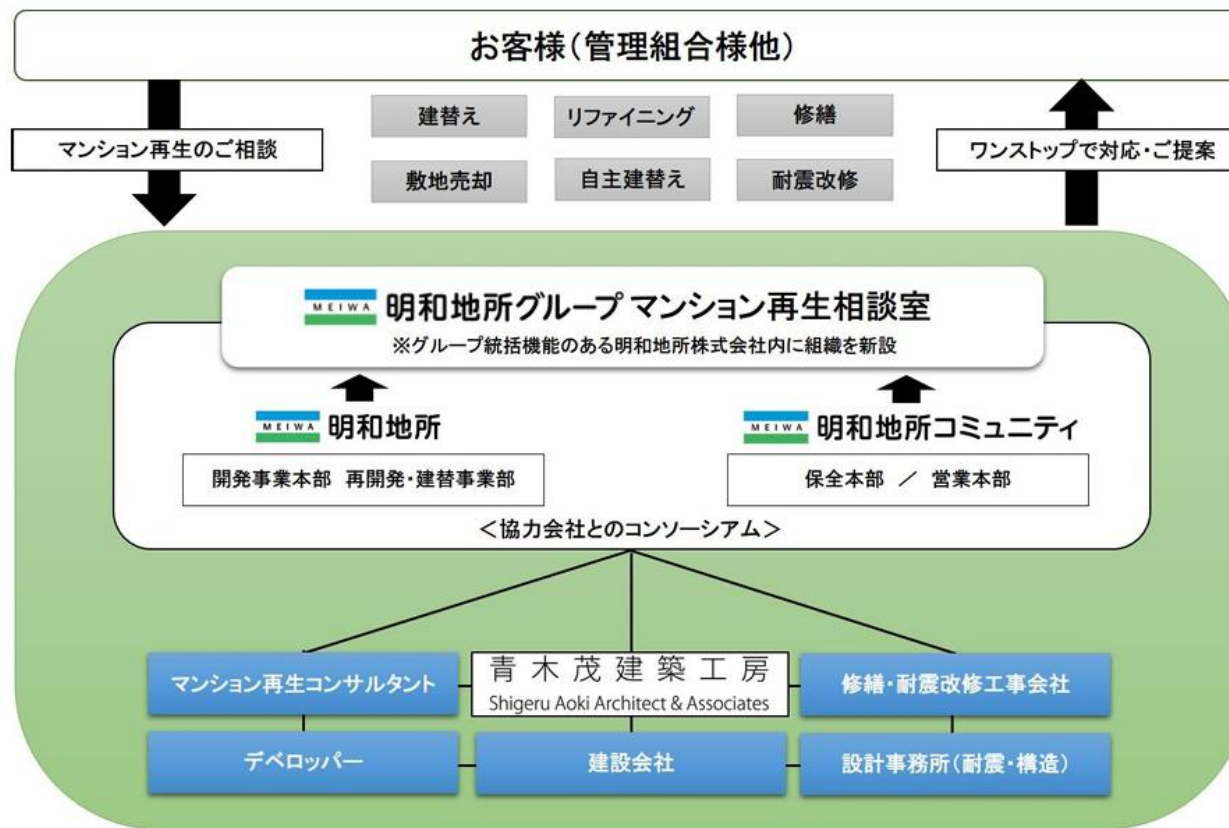 お客様（管理組合様他）
建替え
リファイニング
修繕
マンション再生のご相談
ワンストップで対応・ご提案
敷地売却
自主建替え
耐震改修
MEIWA 明和地所グループ マンション再生相談室
※グループ統括機能のある明和地所株式会社内に組織を新設
MEIWA 明和地所
MEIWA 明和地所コミュニティ
開発事業本部 再開発・建替事業部
保全本部 ／ 営業本部
＜協力会社とのコンソーシアム＞
マンション再生コンサルタント
青木茂建築工房
Shigeru Aoki Architect & Associates
修繕・耐震改修工事会社
デベロッパー
建設会社
設計事務所（耐震・構造）